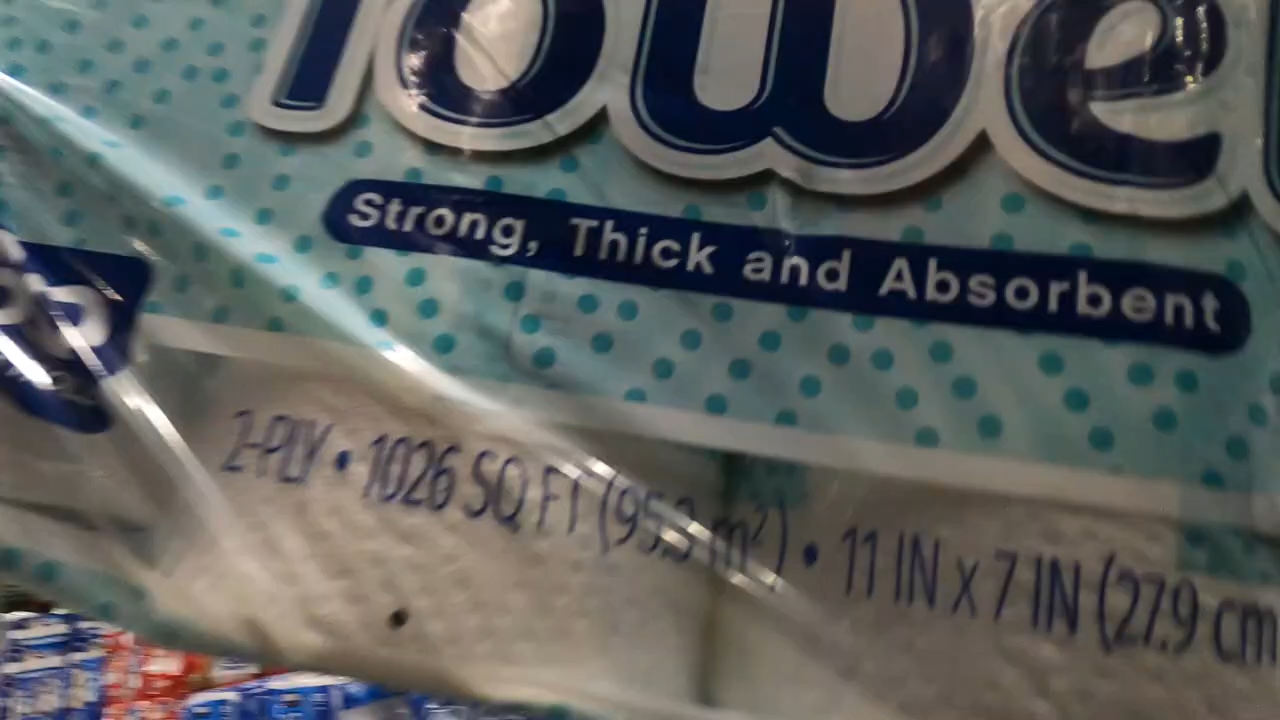 Towel
Strong, Thick and Absorbent
2-PLY • 1026 SQ FT (95.3 m²) • 11 IN x 7 IN (27.9 cm